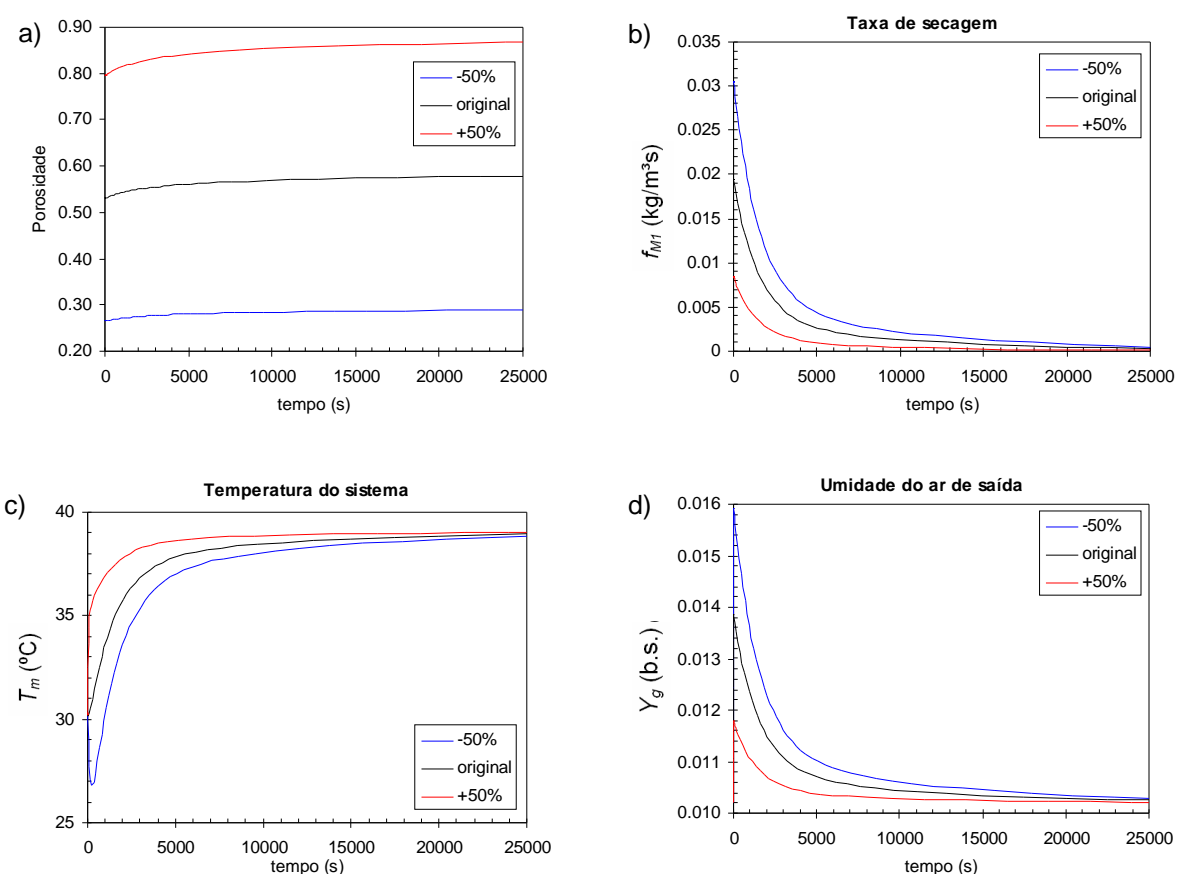 a)
Porosidade
0.90
0.80
0.70
0.60
0.50
0.40
0.30
0.20
0 5000 10000 15000 20000 25000
tempo (s)
-50%
original
+50%
b)
Taxa de secagem
fM1 (kg/m³s)
0.035
0.03
0.025
0.02
0.015
0.01
0.005
0
0 5000 10000 15000 20000 25000
tempo (s)
-50%
original
+50%
c)
Temperatura do sistema
Tm (ºC)
40
35
30
25
0 5000 10000 15000 20000 25000
tempo (s)
-50%
original
+50%
d)
Umidade do ar de saída
Yg (b.s.)
0.016
0.015
0.014
0.013
0.012
0.011
0.010
0 5000 10000 15000 20000 25000
tempo (s)
-50%
original
+50%